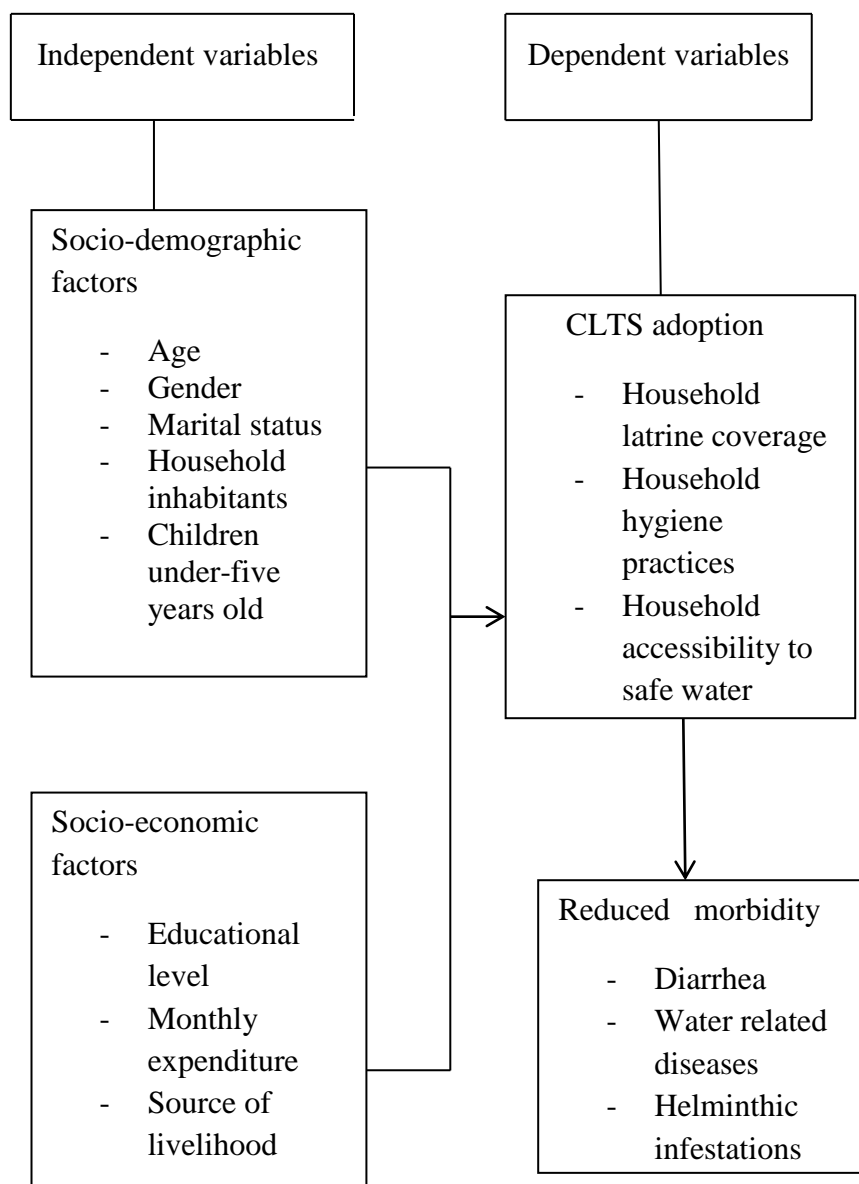 Independent variables
Dependent variables
Socio-demographic
factors
- Age
- Gender
- Marital status
- Household
inhabitants
- Children
under-five
years old
CLTS adoption
- Household
latrine coverage
- Household
hygiene
practices
- Household
accessibility to
safe water
Socio-economic
factors
- Educational
level
- Monthly
expenditure
- Source of
livelihood
Reduced morbidity
- Diarrhea
- Water related
diseases
- Helminthic
infestations